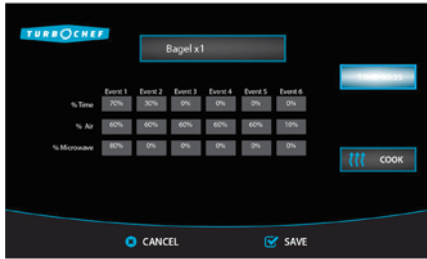 TURBOCHEF
Bagel x1
Event 1 Event 2 Event 3 Event 4 Event 5 Event 6
% Time 70% 30% 0% 0% 0% 0%
% Air 60% 60% 60% 60% 60% 10%
% Microwave 80% 0% 0% 0% 0% 0%
COOK
CANCEL SAVE